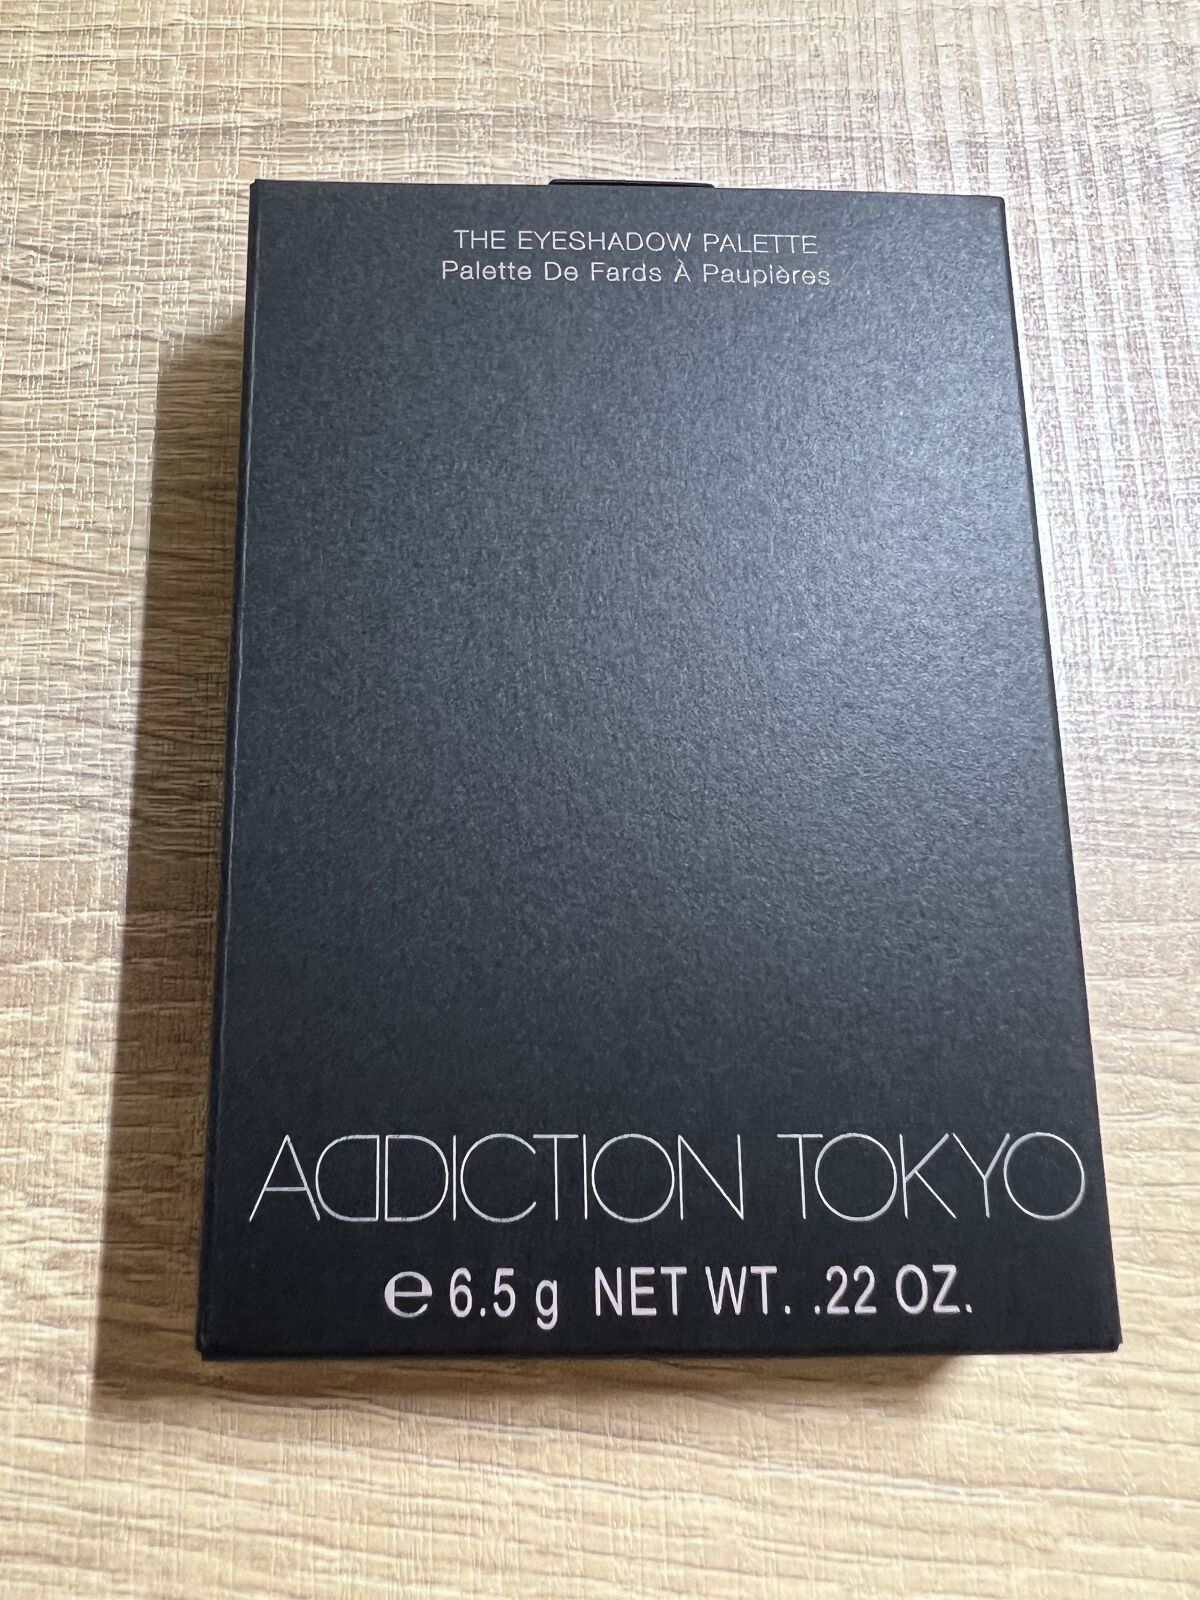 THE EYESHADOW PALETTE
Palette De Fards À Paupières
ADDICTION TOKYO
℮ 6.5 g NET WT. .22 OZ.